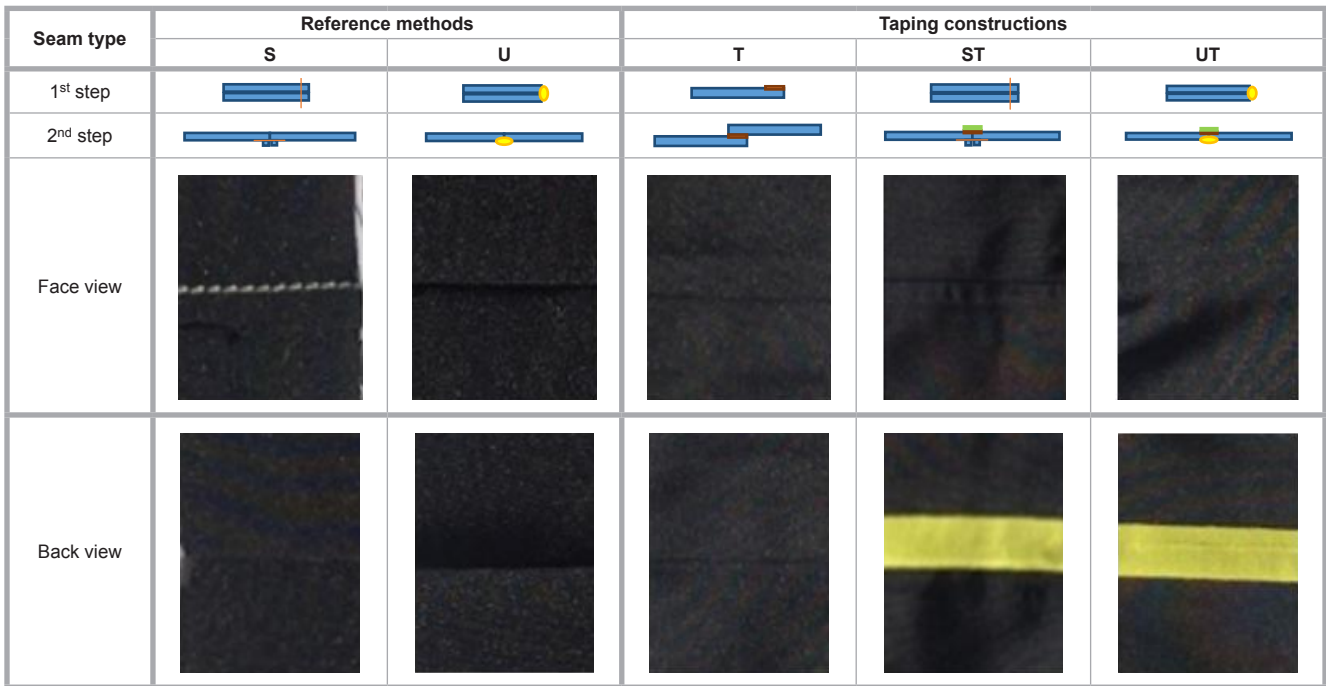 Seam type
Reference methods
Taping constructions
S
U
T
ST
UT
1st step
2nd step
Face view
Back view